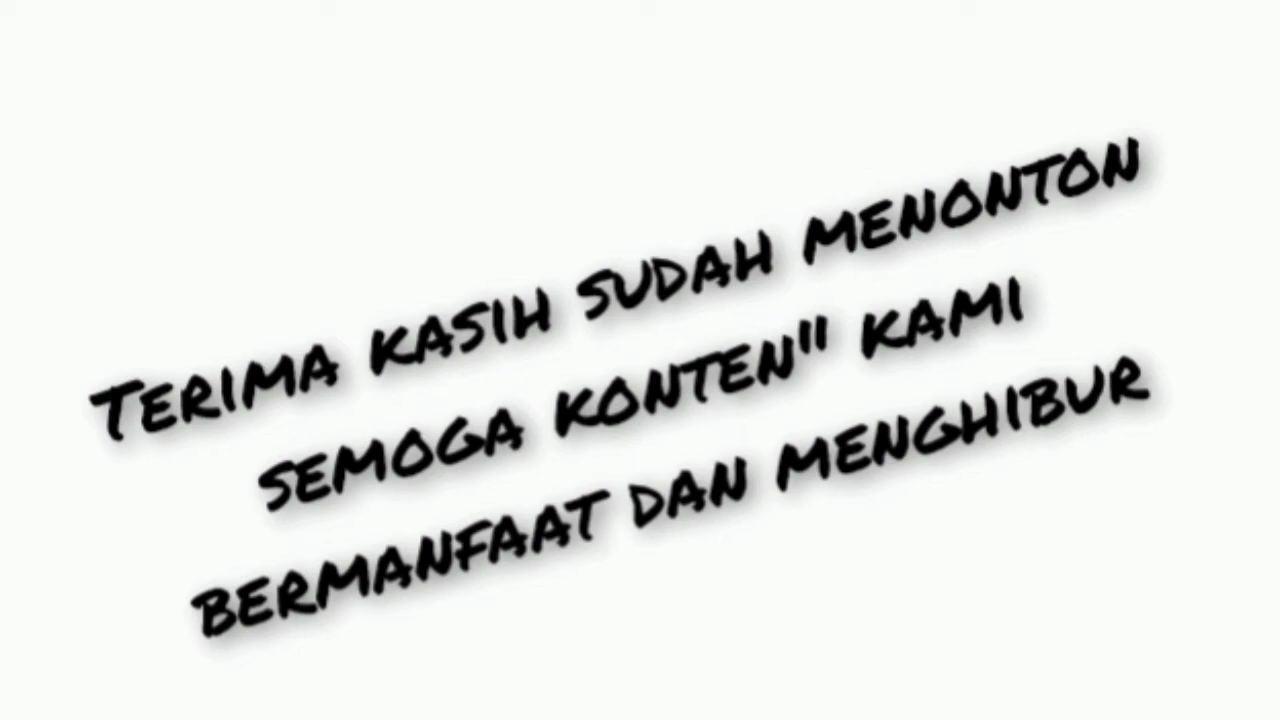 Terima kasih sudah menonton
semoga konten" kami
bermanfaat dan menghibur